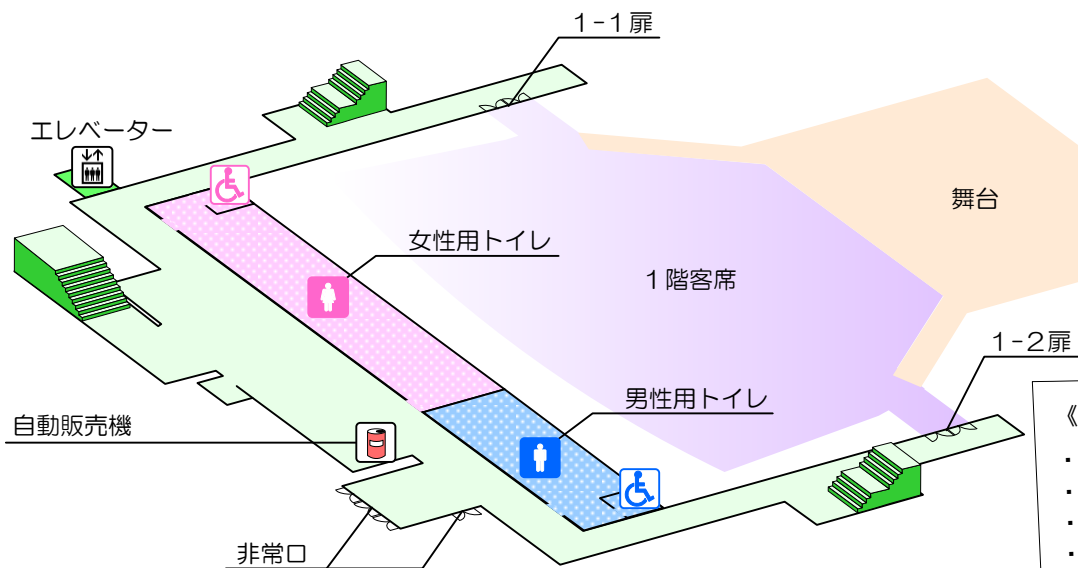 1-1扉
エレベーター
舞台
女性用トイレ
1階客席
1-2扉
男性用トイレ
自動販売機
《
・
・
・
・
非常口